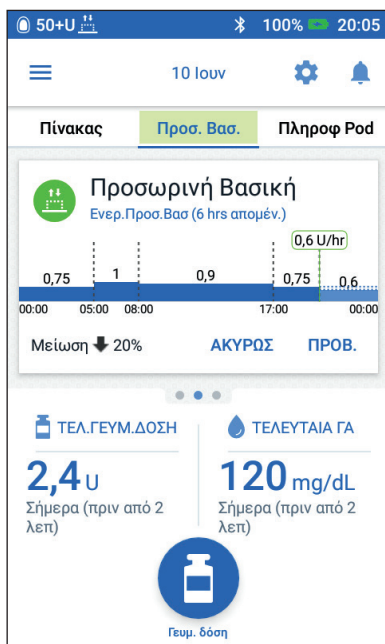 50+U 100% 20:05
10 Ιουν
Πίνακας Προσ. Βασ. Πληροφ Pod
Προσωρινή Βασική
Ενερ.Προσ.Βασ (6 hrs απομέν.)
0,6 U/hr
0,75 1 0,9 0,75 0,6
00:00 05:00 08:00 17:00 00:00
Μείωση 20% ΑΚΥΡΩΣ ΠΡΟΒ.
ΤΕΛ.ΓΕΥΜ.ΔΟΣΗ ΤΕΛΕΥΤΑΙΑ ΓΑ
2,4 U 120 mg/dL
Σήμερα (πριν από 2 Σήμερα (πριν από 2
λεπ) λεπ)
Γευμ. δόση